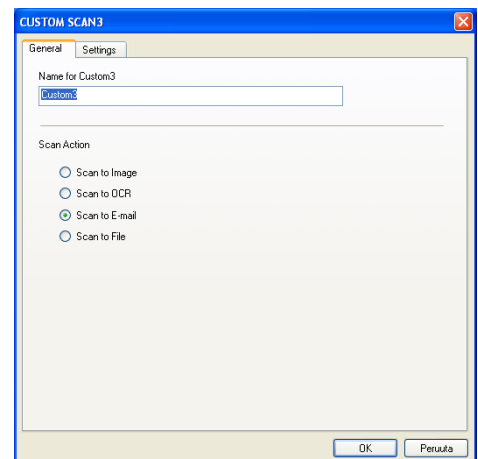 CUSTOM SCAN3
General Settings
Name for Custom3
Custom3
Scan Action
Scan to Image
Scan to OCR
Scan to E-mail
Scan to File
OK Peruuta